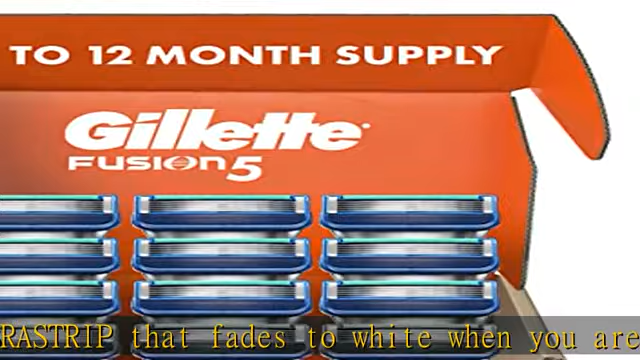 TO 12 MONTH SUPPLY
Gillette
FUSION5
RASTRIP that fades to white when you are